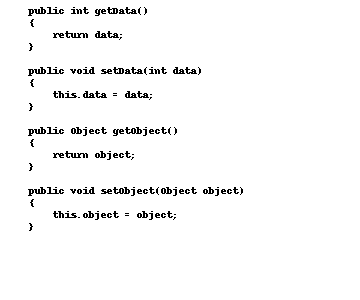 public int getData()
{
    return data;
}

public void setData(int data)
{
    this.data = data;
}

public Object getObject()
{
    return object;
}

public void setObject(Object object)
{
    this.object = object;
}